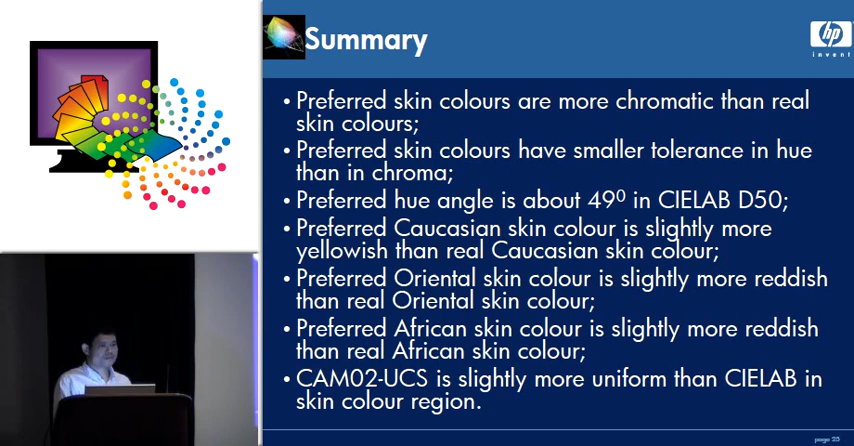 Summary
hp
invent
• Preferred skin colours are more chromatic than real
skin colours;
• Preferred skin colours have smaller tolerance in hue
than in chroma;
• Preferred hue angle is about 49⁰ in CIELAB D50;
• Preferred Caucasian skin colour is slightly more
yellowish than real Caucasian skin colour;
• Preferred Oriental skin colour is slightly more reddish
than real Oriental skin colour;
• Preferred African skin colour is slightly more reddish
than real African skin colour;
• CAM02-UCS is slightly more uniform than CIELAB in
skin colour region.
page 25